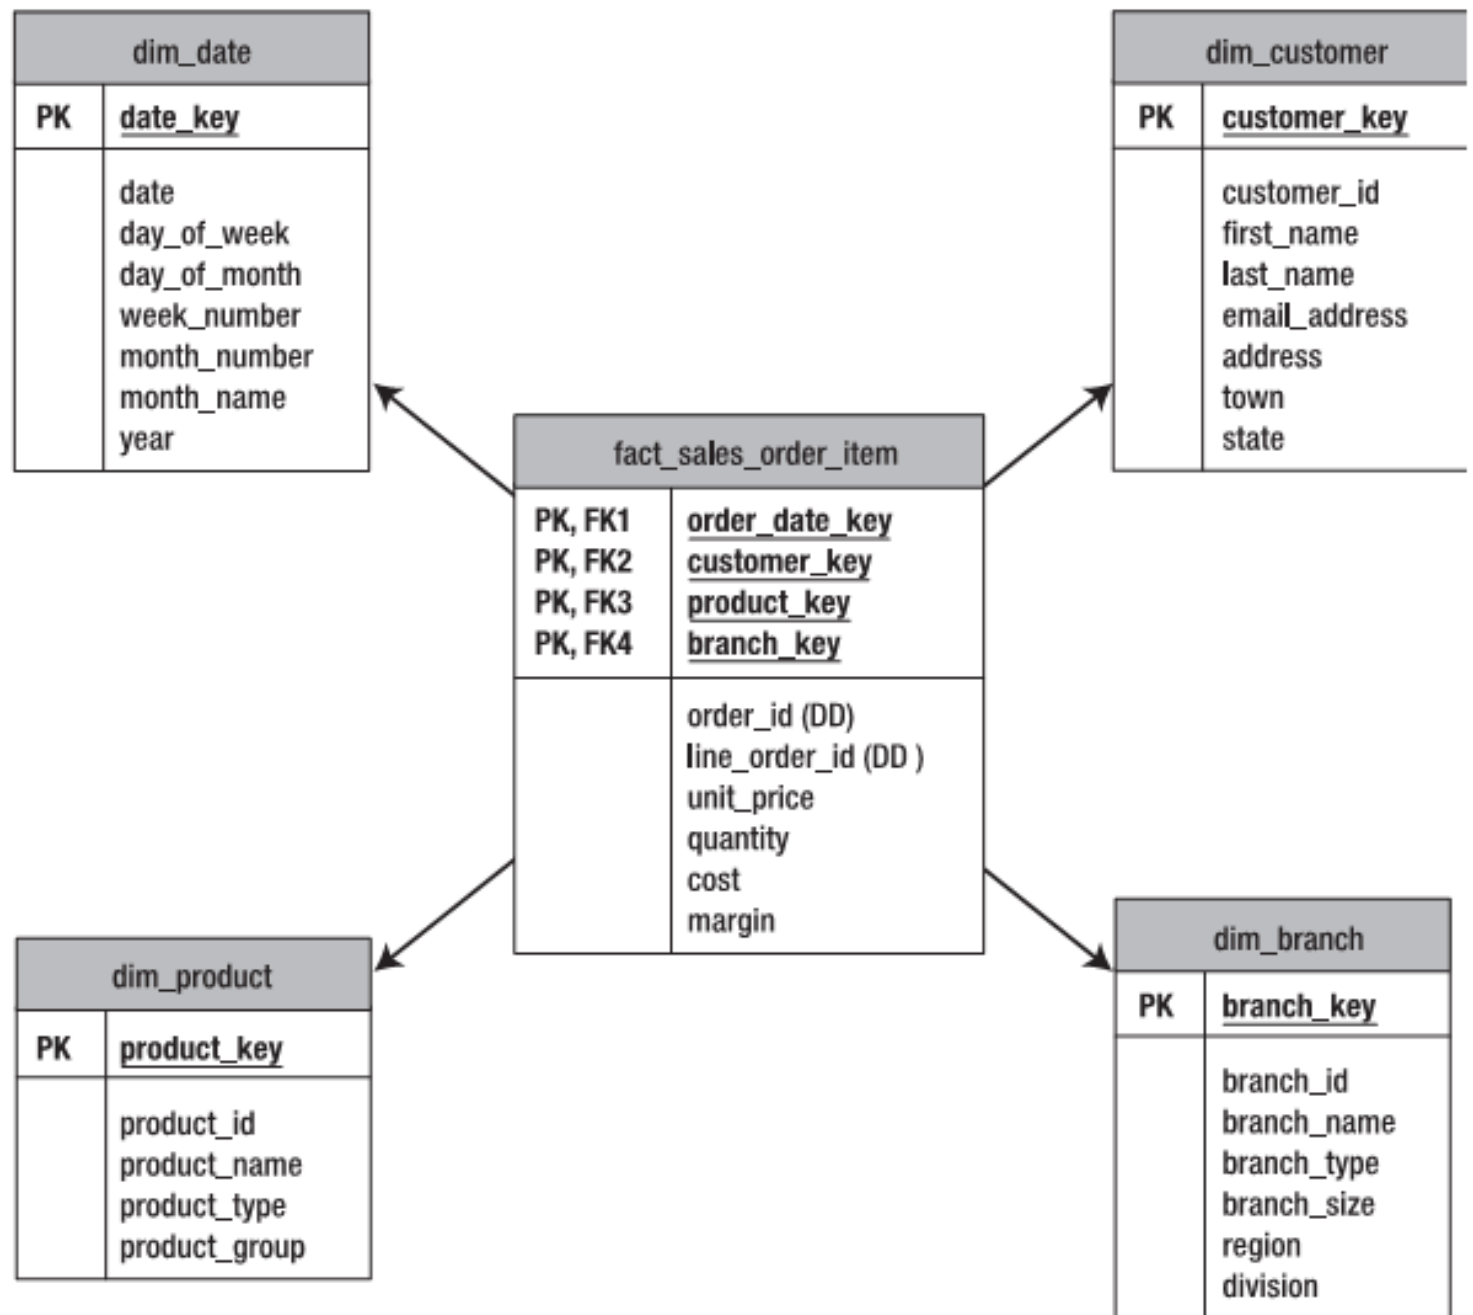 dim_date
PK date_key
date
day_of_week
day_of_month
week_number
month_number
month_name
year
dim_customer
PK customer_key
customer_id
first_name
last_name
email_address
address
town
state
fact_sales_order_item
PK, FK1 order_date_key
PK, FK2 customer_key
PK, FK3 product_key
PK, FK4 branch_key
order_id (DD)
line_order_id (DD )
unit_price
quantity
cost
margin
dim_product
PK product_key
product_id
product_name
product_type
product_group
dim_branch
PK branch_key
branch_id
branch_name
branch_type
branch_size
region
division